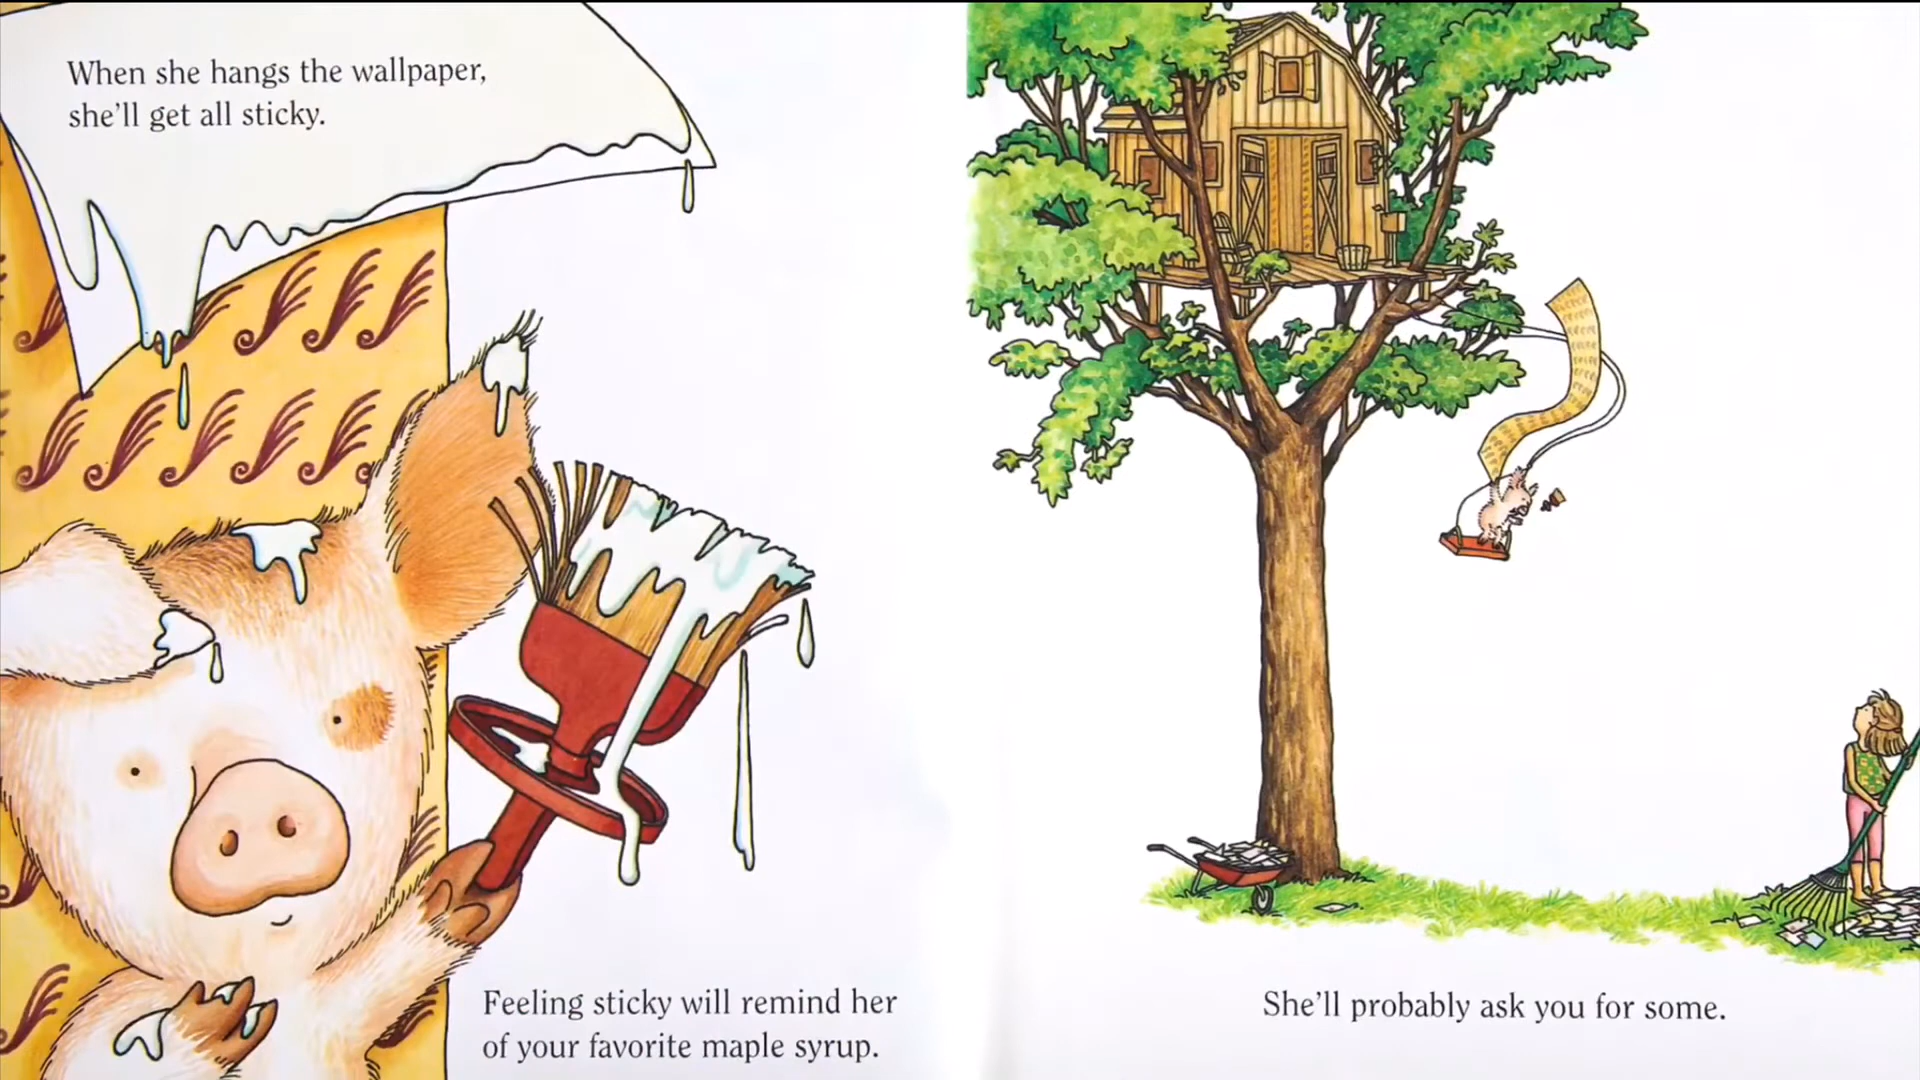 When she hangs the wallpaper,
she'll get all sticky.
Feeling sticky will remind her
of your favorite maple syrup.
She'll probably ask you for some.